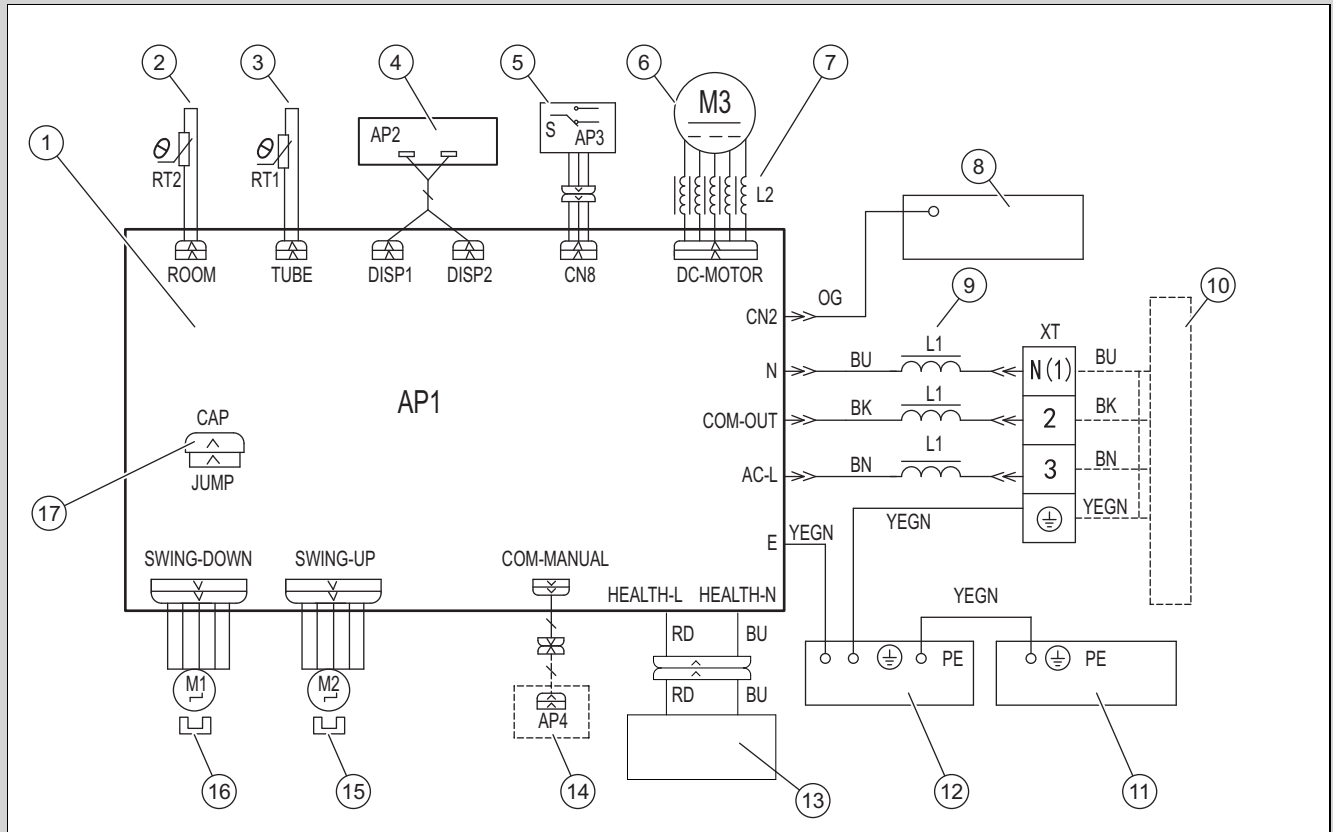 2
3
4
5
6
7
M3
AP2
S
AP3
1
RT2
RT1
L2
8
ROOM
TUBE
DISP1
DISP2
CN8
DC-MOTOR
OG
9
10
CN2
XT
L1
BU
N
N(1)
BU
L1
BK
COM-OUT
2
BK
AP1
CAP
L1
BN
AC-L
3
BN
JUMP
17
YEGN
YEGN
YEGN
E
SWING-DOWN
SWING-UP
COM-MANUAL
HEALTH-L
HEALTH-N
YEGN
RD
BU
PE
PE
M1
M2
RD
BU
AP4
16
15
14
13
12
11